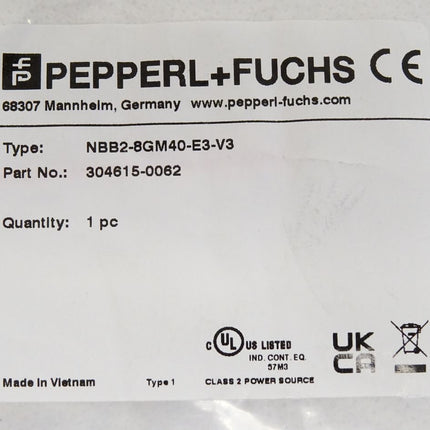 PEPPERL+FUCHS CE
68307 Mannheim, Germany www.pepperl-fuchs.com
Type: NBB2-8GM40-E3-V3
Part No.: 304615-0062
Quantity: 1 pc
C UL US LISTED
IND. CONT. EQ.
57M3
UK
CA
Made in Vietnam Type 1 CLASS 2 POWER SOURCE